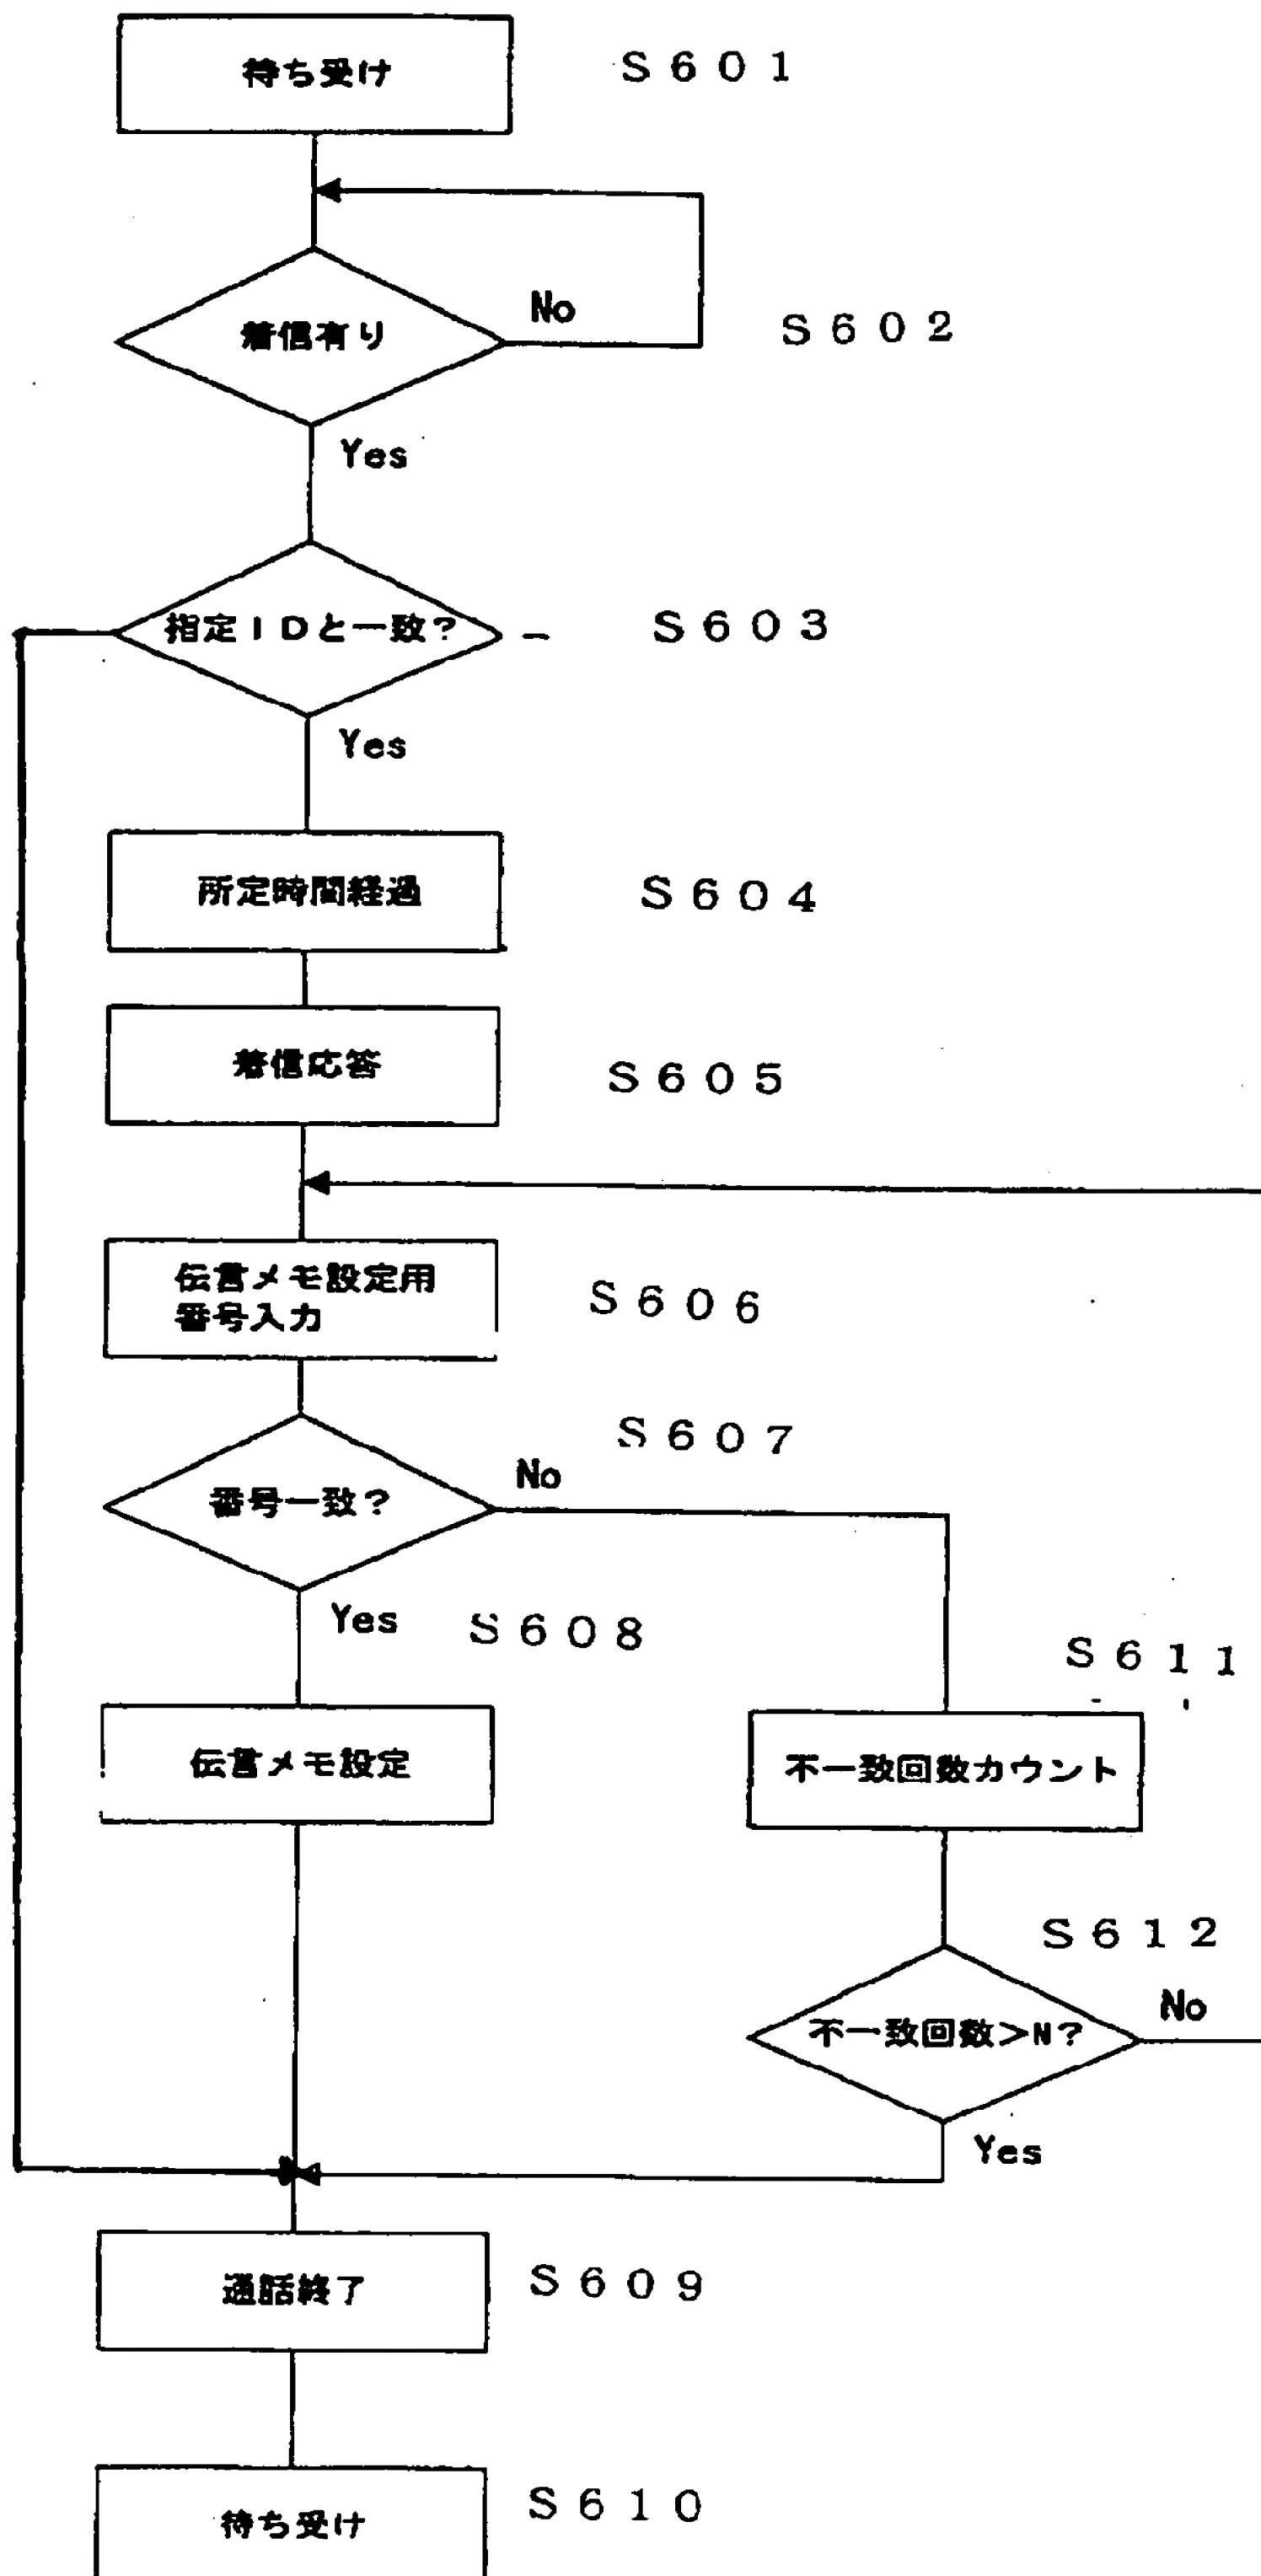 待ち受け
S601
着信有り
No
S602
Yes
指定IDと一致?
S603
Yes
所定時間経過
S604
着信応答
S605
伝言メモ設定用
番号入力
S606
S607
番号一致?
No
Yes
S608
S611
伝言メモ設定
不一致回数カウント
S612
不一致回数>N?
No
Yes
通話終了
S609
待ち受け
S610